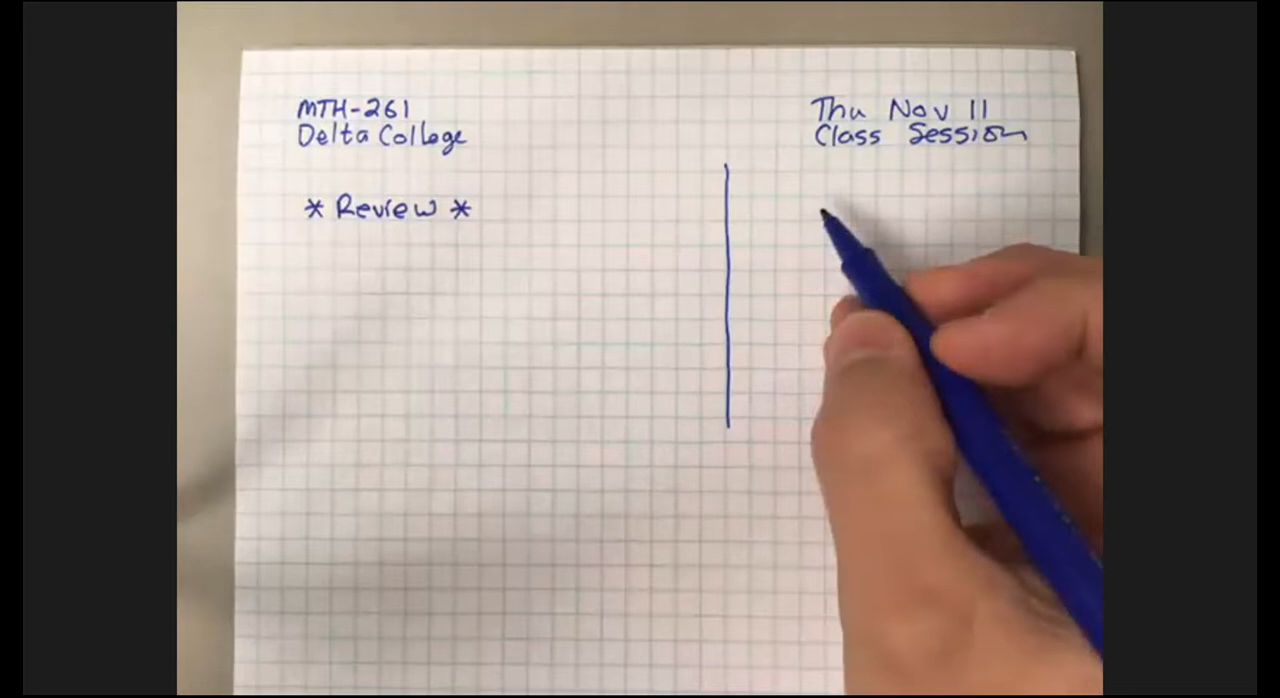 MTH-261
Delta College
Thu Nov 11
Class Session
* Review *